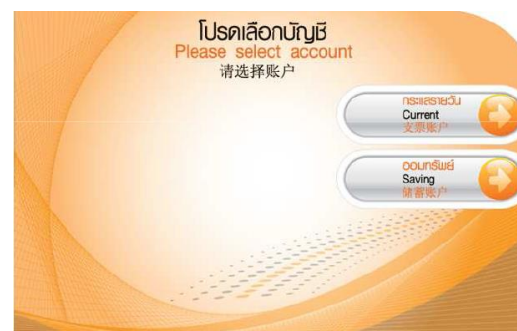 โปรดเลือกบัญชี
Please select account
请选择账户
กระแสรายวัน
Current
支票账户
ออมทรัพย์
Saving
储蓄账户